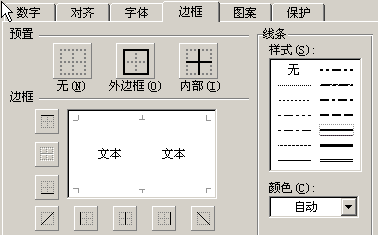 数字 对齐 字体 边框 图案 保护
预置 线条
样式(S):
无(N) 外边框(O) 内部(I) 无
边框
文本 文本
颜色(C):
自动